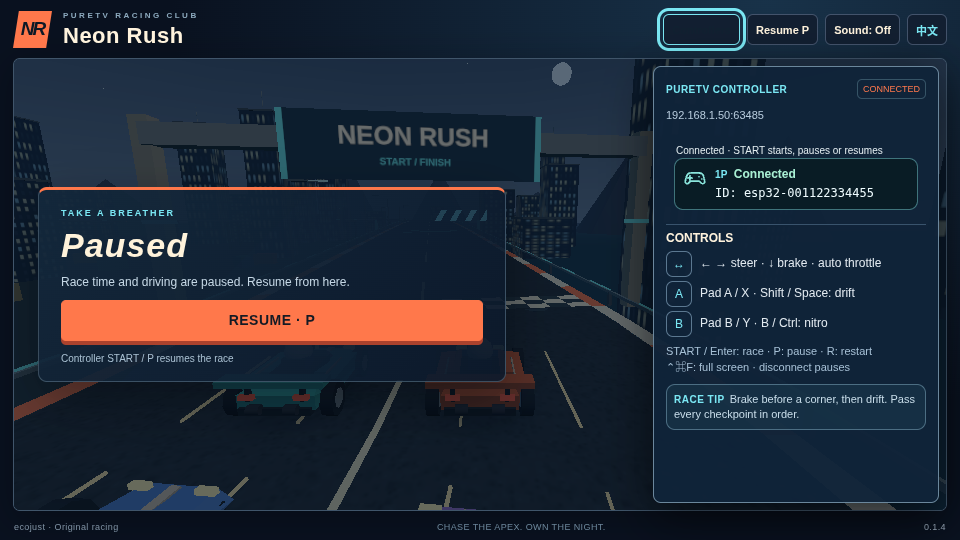 NR
PURETV RACING CLUB
Neon Rush
Resume P
Sound: Off
中文
NEON RUSH
START / FINISH
TAKE A BREATHER
Paused
Race time and driving are paused. Resume from here.
RESUME · P
Controller START / P resumes the race
PURETV CONTROLLER
CONNECTED
192.168.1.50:63485
Connected · START starts, pauses or resumes
1P Connected
ID: esp32-001122334455
CONTROLS
↔ ← → steer · ↓ brake · auto throttle
A Pad A / X · Shift / Space: drift
B Pad B / Y · B / Ctrl: nitro
START / Enter: race · P: pause · R: restart
⌃⌘F: full screen · disconnect pauses
RACE TIP Brake before a corner, then drift. Pass
every checkpoint in order.
ecojust · Original racing
CHASE THE APEX. OWN THE NIGHT.
0.1.4